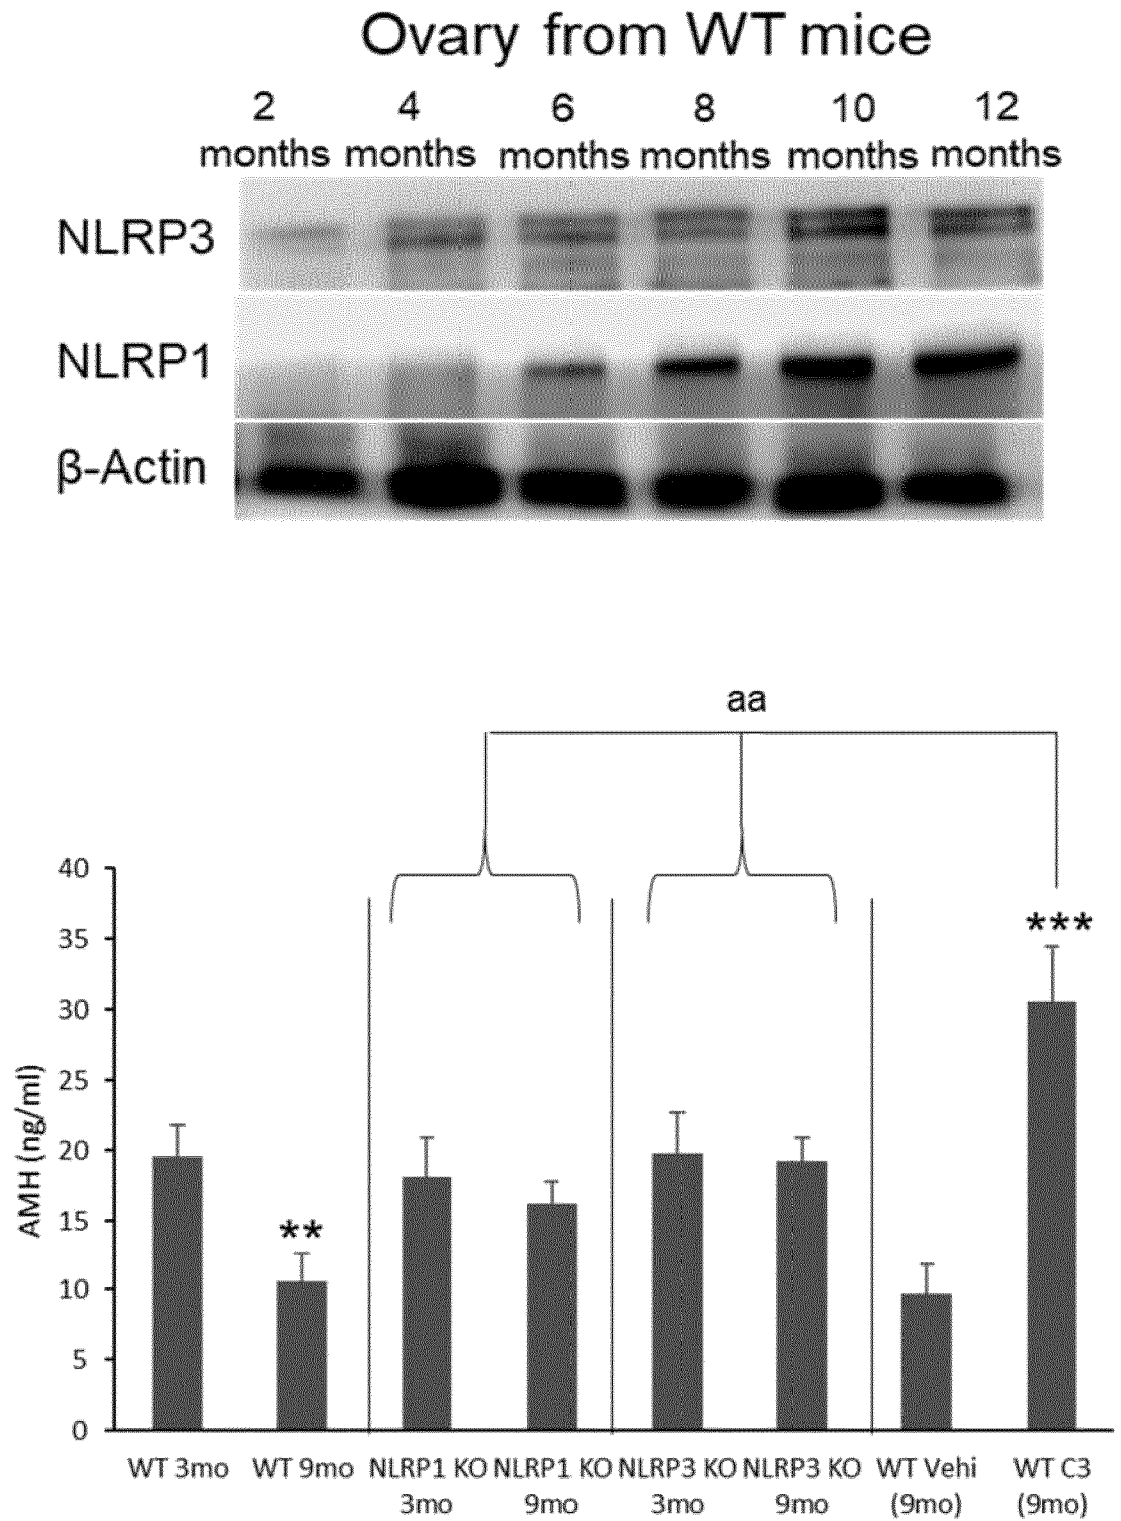 Ovary from WT mice
2 4 6 8 10 12
months months months months months months
NLRP3
NLRP1
β-Actin
aa
40
35
30
25
20
15
10
5
0
AMH (ng/ml)
**
***
WT 3mo WT 9mo NLRP1 KO NLRP1 KO NLRP3 KO NLRP3 KO WT Vehi WT C3
3mo 9mo 3mo 9mo (9mo) (9mo)